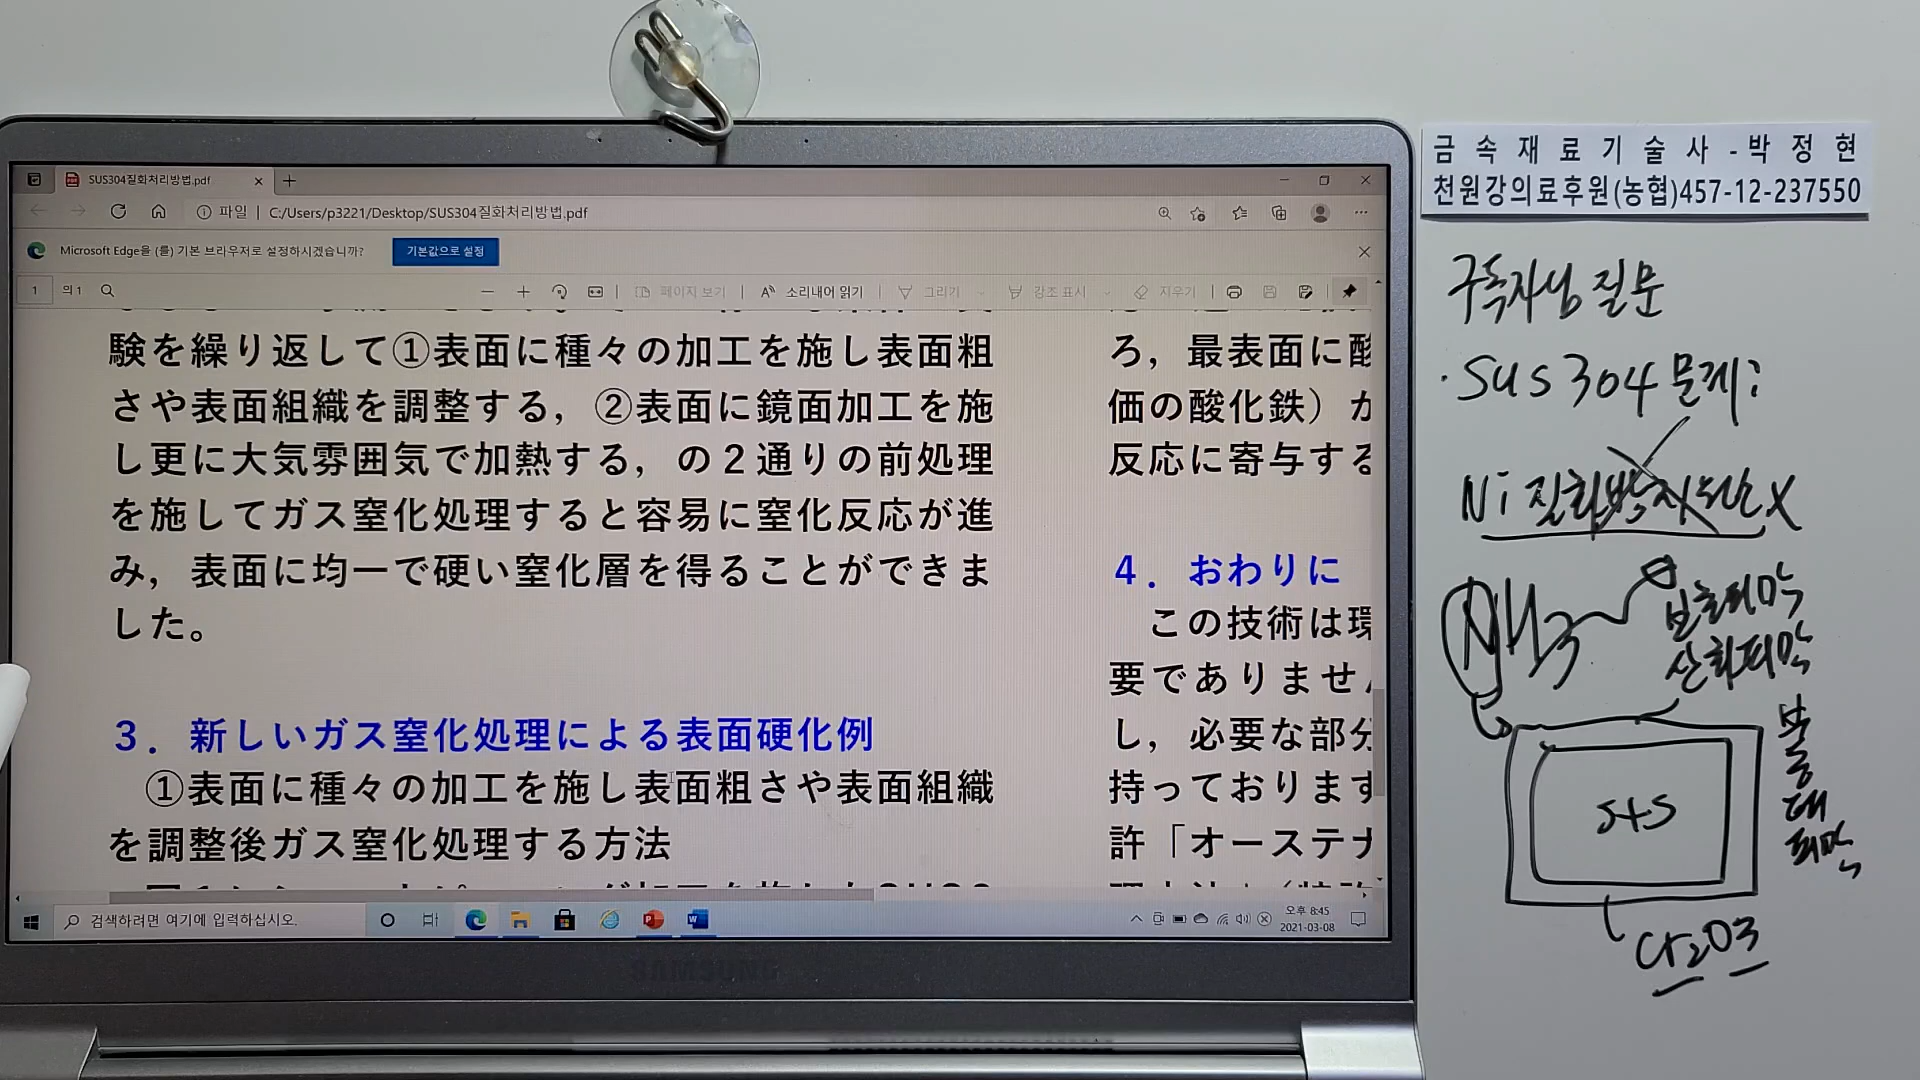 금속재료기술사-박정현
천원강의료후원(농협)457-12-237550
SUS304질화처리방법.pdf
파일 C:/Users/p3221/Desktop/SUS304질화처리방법.pdf
Microsoft Edge을 (를) 기본 브라우저로 설정하시겠습니까? 기본값으로 설정
1 의 1 페이지 보기 소리내어 읽기 그리기 강조 표시 지우기
験を繰り返して①表面に種々の加工を施し表面粗
さや表面組織を調整する，②表面に鏡面加工を施
し更に大気雰囲気で加熱する，の２通りの前処理
を施してガス窒化処理すると容易に窒化反応が進
み，表面に均一で硬い窒化層を得ることができま
した。
３．新しいガス窒化処理による表面硬化例
①表面に種々の加工を施し表面粗さや表面組織
を調整後ガス窒化処理する方法
ろ，最表面に酸
価の酸化鉄）か
反応に寄与する
４．おわりに
この技術は環
要でありません
し，必要な部分
持っております
許「オーステナ
검색하려면 여기에 입력하십시오.
오후 8:45
2021-03-08
구독자님 질문
·SUS304 문제:
Ni 질화
NH3
보호피막
산화피막
부동태피막
STS
Cr2O3